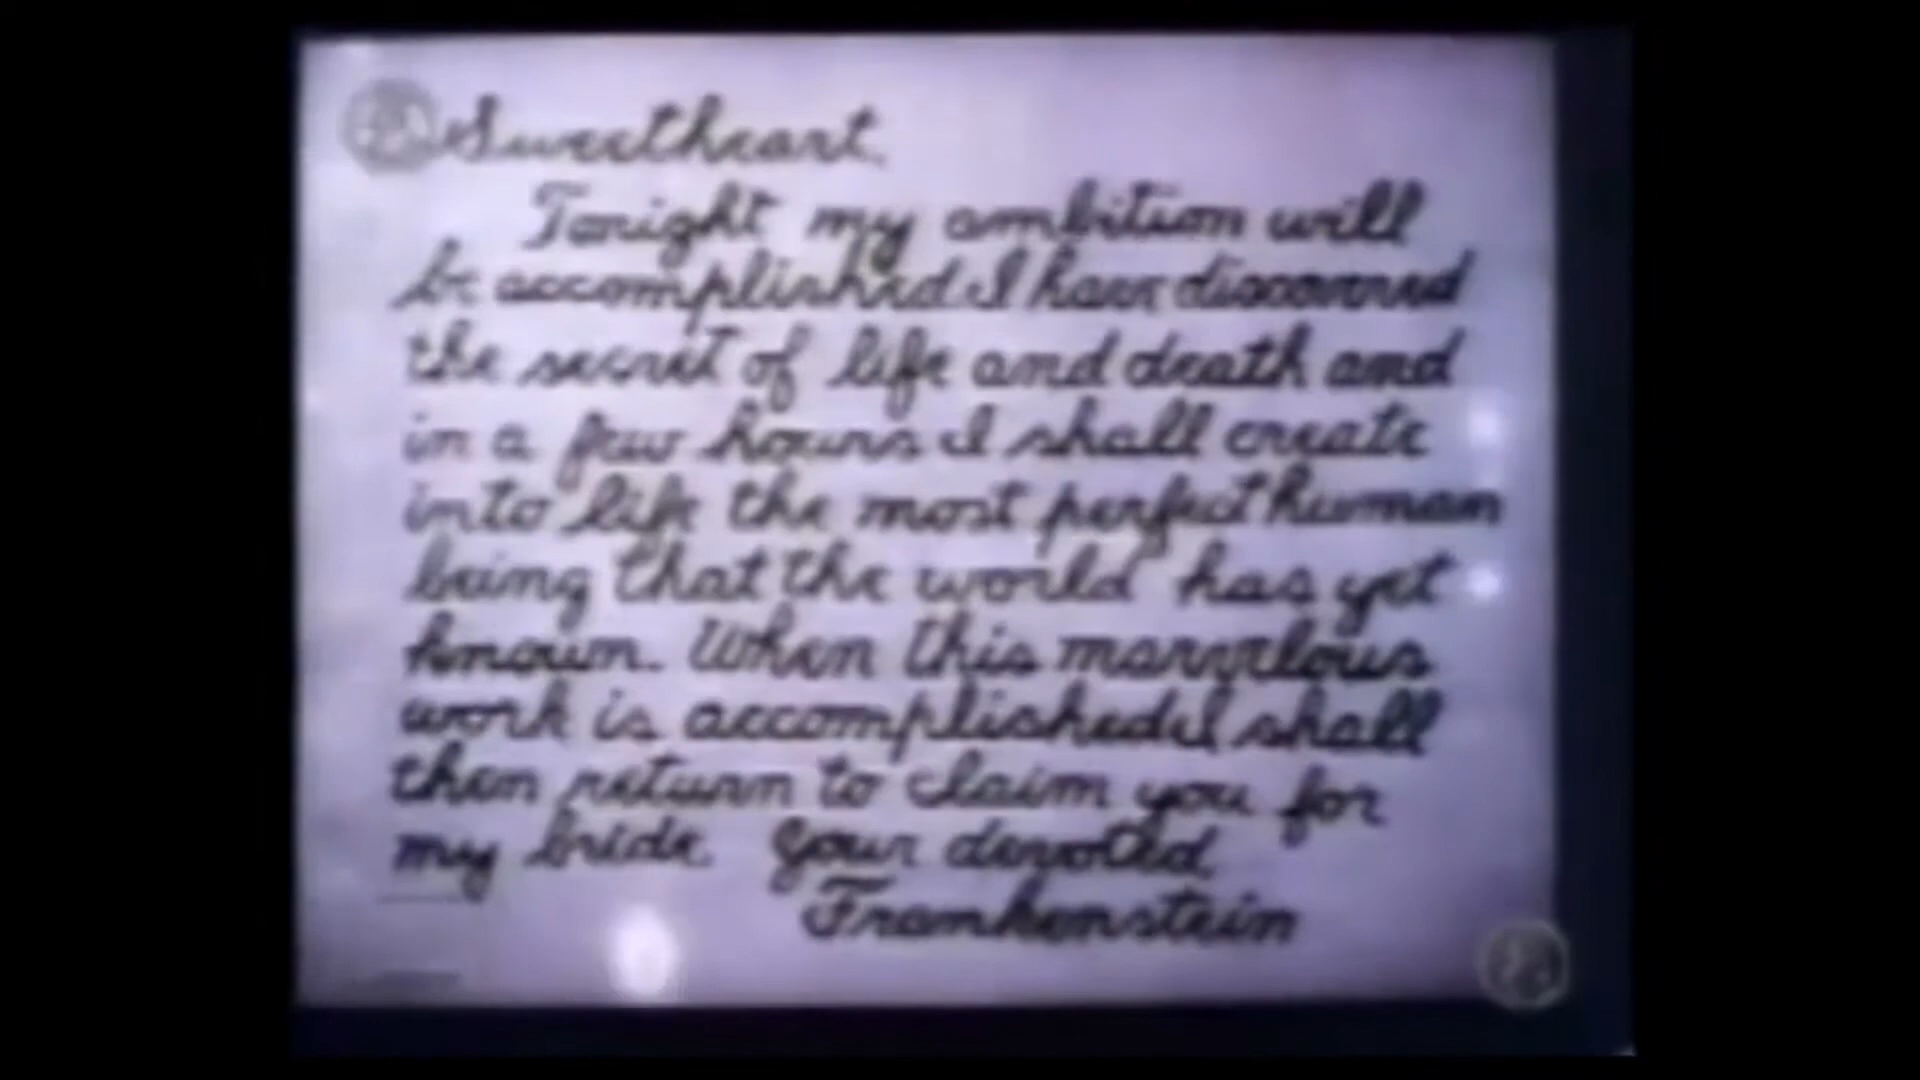 Sweetheart,
Tonight my ambition will
be accomplished. I have discovered
the secret of life and death and
in a few hours I shall create
into life the most perfect human
being that the world has yet
known. When this marvelous
work is accomplished, I shall
then return to claim you for
my bride. Your devoted,
Frankenstein